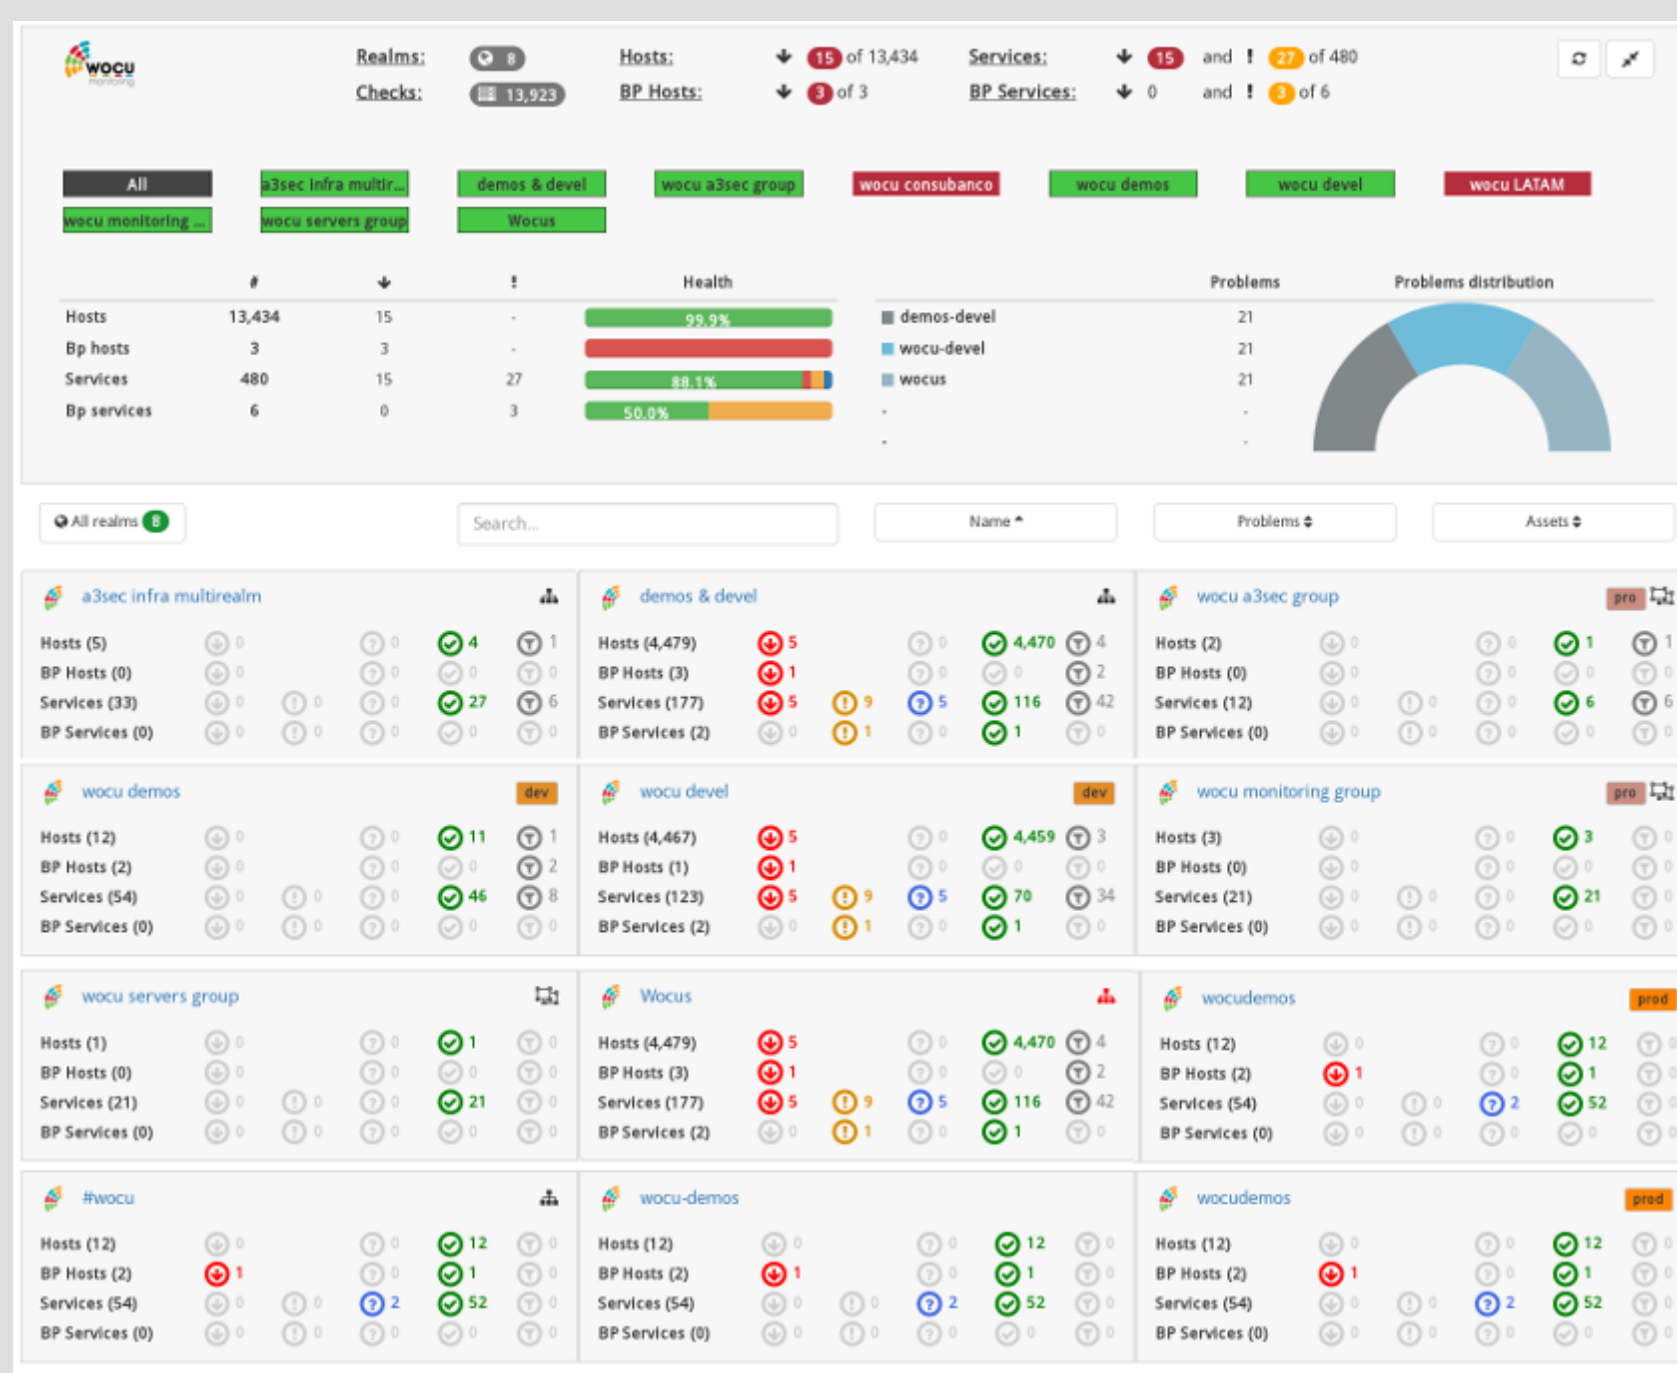 wocu
monitoring
Realms: 8 Hosts: 15 of 13,434 Services: 15 and ! 27 of 480
Checks: 13,923 BP Hosts: 3 of 3 BP Services: 0 and ! 3 of 6
All a3sec infra multir... demos & devel wocu a3sec group wocu consubanco wocu demos wocu devel wocu LATAM
wocu monitoring ... wocu servers group Wocus
# ! Health Problems Problems distribution
Hosts 13,434 15 - 99.9% demos-devel 21
Bp hosts 3 3 - wocu-devel 21
Services 480 15 27 88.1% wocus 21
Bp services 6 0 3 50.0% - -
- -
All realms 8 Search... Name Problems Assets
a3sec infra multirealm demos & devel wocu a3sec group pro
Hosts (5) 0 0 4 1 Hosts (4,479) 5 0 4,470 4 Hosts (2) 0 0 1 1
BP Hosts (0) 0 0 0 0 BP Hosts (3) 1 0 0 2 BP Hosts (0) 0 0 0 0
Services (33) 0 0 0 27 6 Services (177) 5 9 5 116 42 Services (12) 0 0 0 6 6
BP Services (0) 0 0 0 0 0 BP Services (2) 0 1 0 1 0 BP Services (0) 0 0 0 0 0
wocu demos dev wocu devel dev wocu monitoring group pro
Hosts (12) 0 0 11 1 Hosts (4,467) 5 0 4,459 3 Hosts (3) 0 0 3 0
BP Hosts (2) 0 0 0 2 BP Hosts (1) 1 0 0 0 BP Hosts (0) 0 0 0 0
Services (54) 0 0 0 46 8 Services (123) 5 9 5 70 34 Services (21) 0 0 0 21 0
BP Services (0) 0 0 0 0 0 BP Services (2) 0 1 0 1 0 BP Services (0) 0 0 0 0 0
wocu servers group Wocus wocudemos prod
Hosts (1) 0 0 1 0 Hosts (4,479) 5 0 4,470 4 Hosts (12) 0 0 12 0
BP Hosts (0) 0 0 0 0 BP Hosts (3) 1 0 0 2 BP Hosts (2) 1 0 1 0
Services (21) 0 0 0 21 0 Services (177) 5 9 5 116 42 Services (54) 0 0 2 52 0
BP Services (0) 0 0 0 0 0 BP Services (2) 0 1 0 1 0 BP Services (0) 0 0 0 0 0
#wocu wocu-demos wocudemos prod
Hosts (12) 0 0 12 0 Hosts (12) 0 0 12 0 Hosts (12) 0 0 12 0
BP Hosts (2) 1 0 1 0 BP Hosts (2) 1 0 1 0 BP Hosts (2) 1 0 1 0
Services (54) 0 0 2 52 0 Services (54) 0 0 2 52 0 Services (54) 0 0 2 52 0
BP Services (0) 0 0 0 0 0 BP Services (0) 0 0 0 0 0 BP Services (0) 0 0 0 0 0